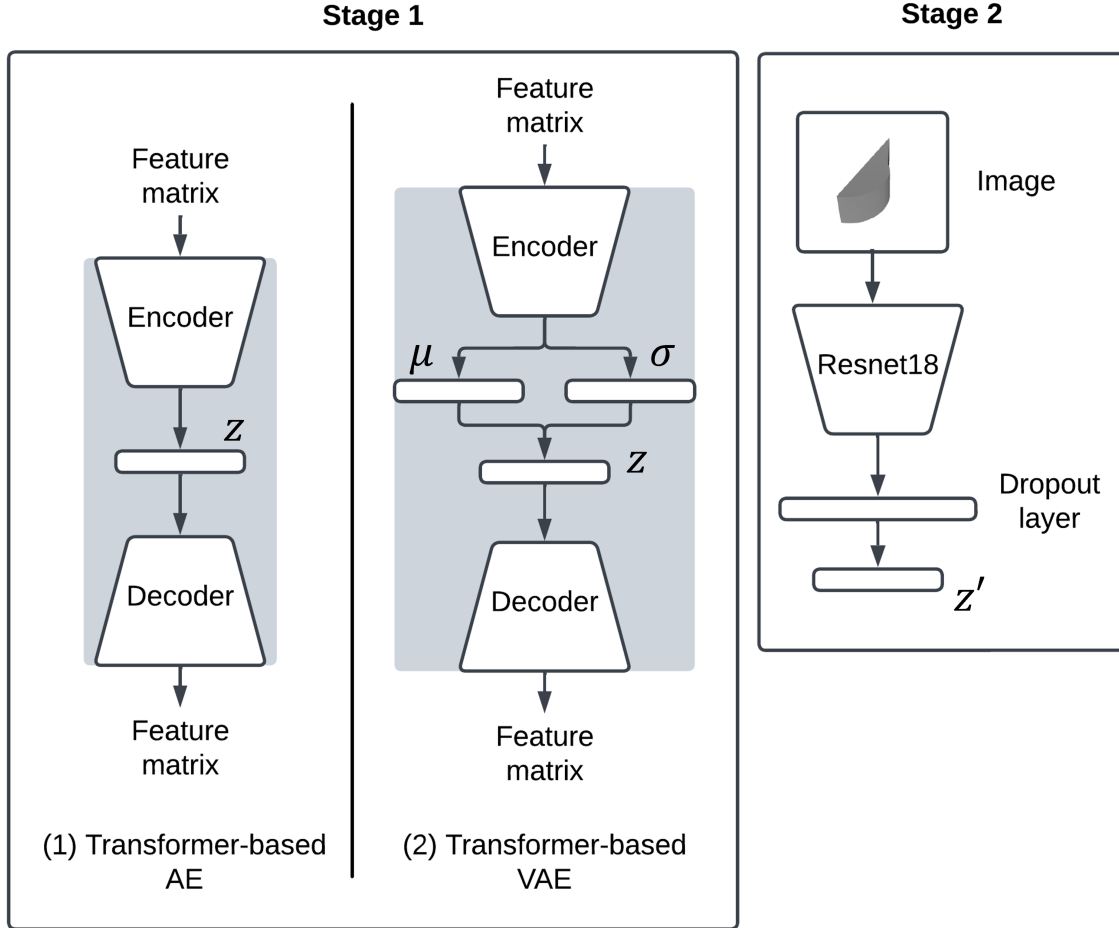 Stage 1
Feature
matrix
Encoder
z
Decoder
Feature
matrix
(1) Transformer-based
AE
Feature
matrix
Encoder
μ
σ
z
Decoder
Feature
matrix
(2) Transformer-based
VAE
Stage 2
Image
Resnet18
Dropout
layer
z′